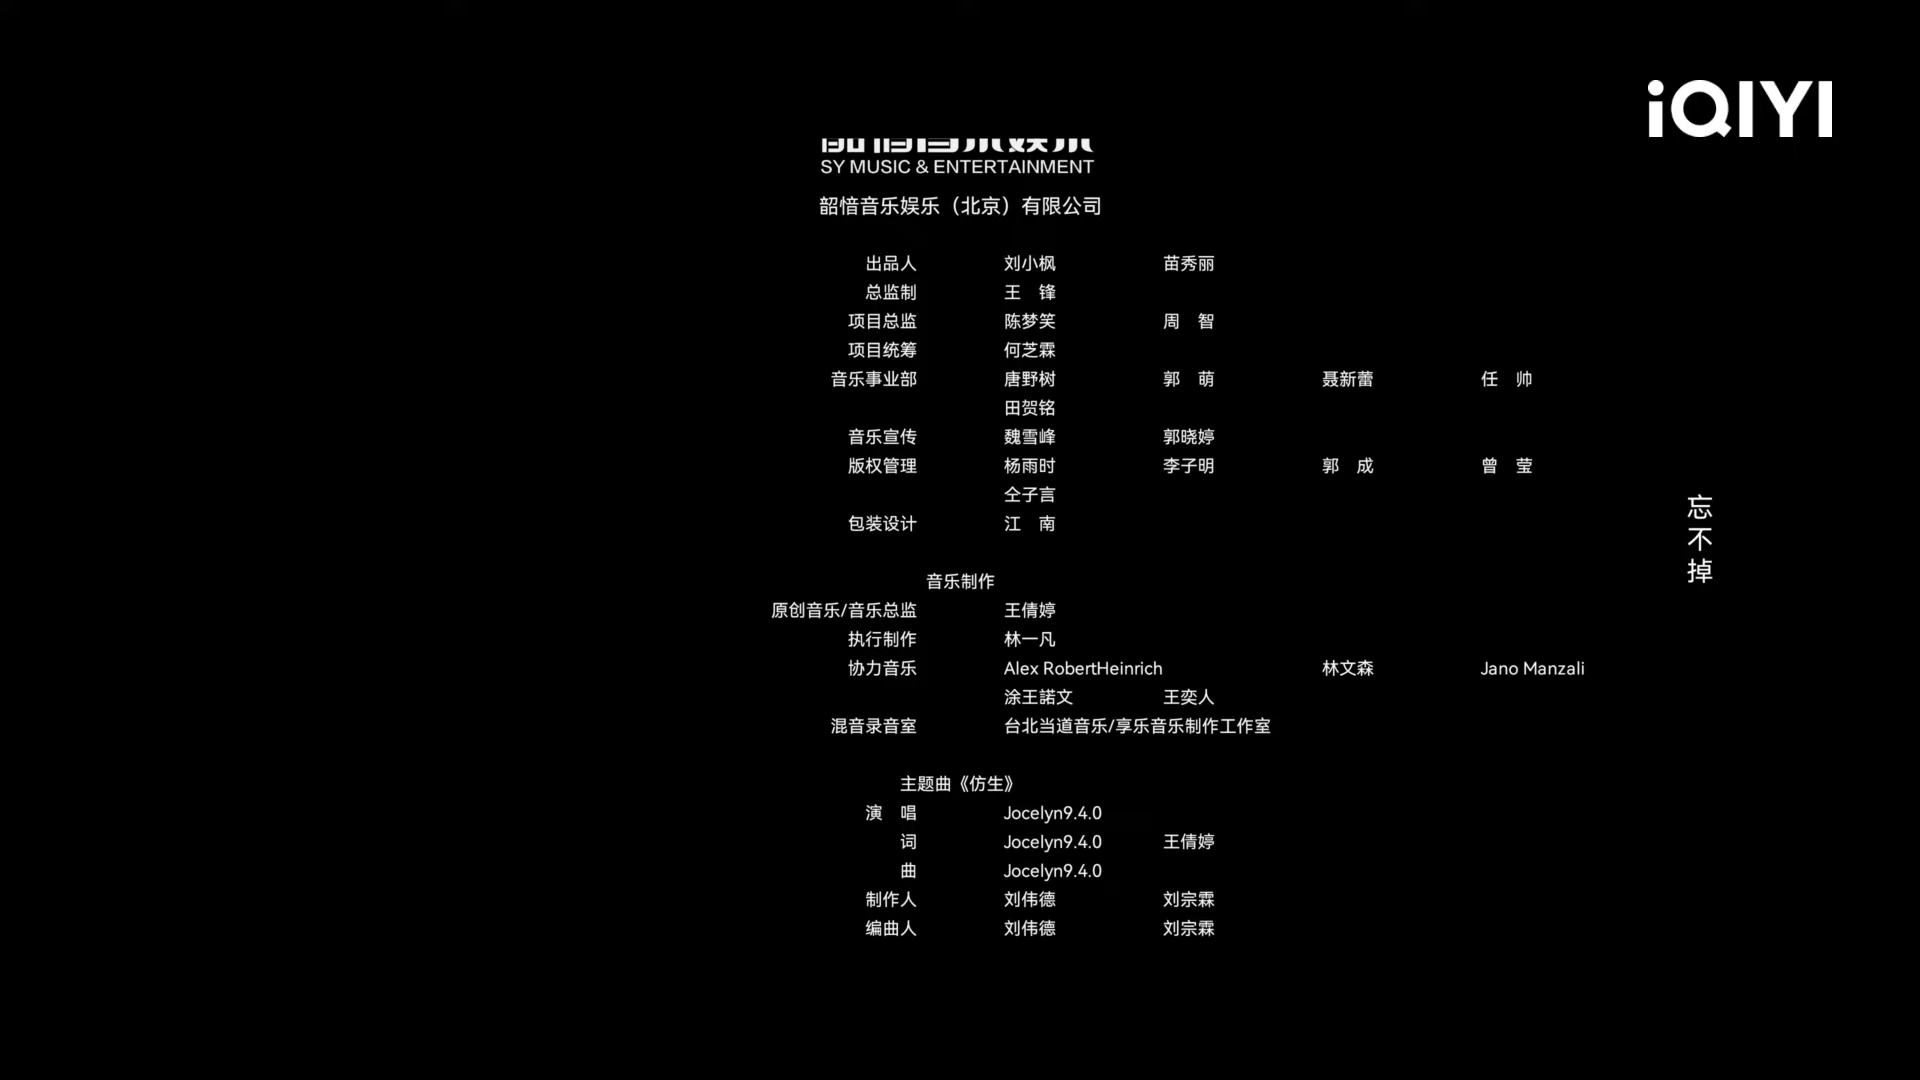 iQIYI
SY MUSIC & ENTERTAINMENT
韶愔音乐娱乐（北京）有限公司
出品人 刘小枫 苗秀丽
总监制 王 锋
项目总监 陈梦笑 周 智
项目统筹 何芝霖
音乐事业部 唐野树 郭 萌 聂新蕾 任 帅
田贺铭
音乐宣传 魏雪峰 郭晓婷
版权管理 杨雨时 李子明 郭 成 曾 莹
仝子言
包装设计 江 南
忘不掉
音乐制作
原创音乐/音乐总监 王倩婷
执行制作 林一凡
协力音乐 Alex RobertHeinrich 林文森 Jano Manzali
涂王諾文 王奕人
混音录音室 台北当道音乐/享乐音乐制作工作室
主题曲《仿生》
演 唱 Jocelyn9.4.0
词 Jocelyn9.4.0 王倩婷
曲 Jocelyn9.4.0
制作人 刘伟德 刘宗霖
编曲人 刘伟德 刘宗霖